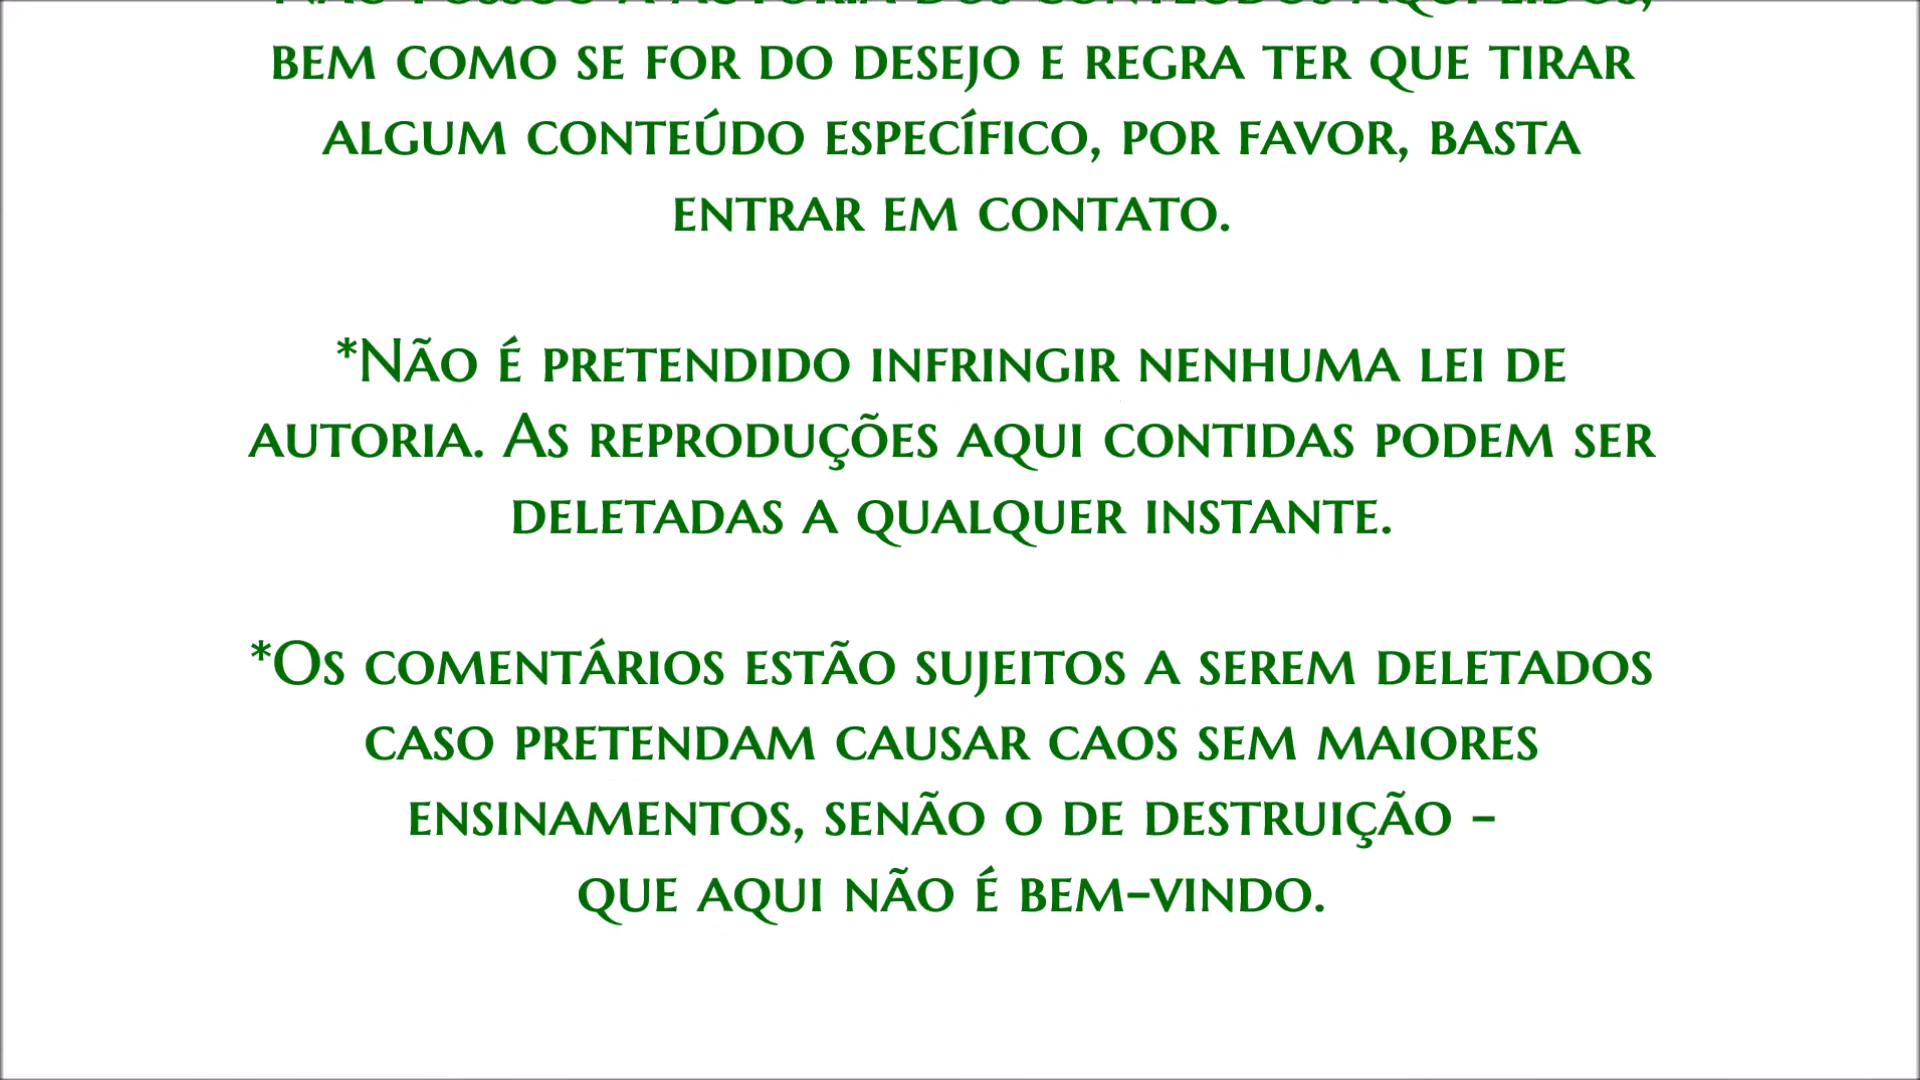 bem como se for do desejo e regra ter que tirar
algum conteúdo específico, por favor, basta
entrar em contato.
*Não é pretendido infringir nenhuma lei de
autoria. As reproduções aqui contidas podem ser
deletadas a qualquer instante.
*Os comentários estão sujeitos a serem deletados
caso pretendam causar caos sem maiores
ensinamentos, senão o de destruição -
que aqui não é bem-vindo.